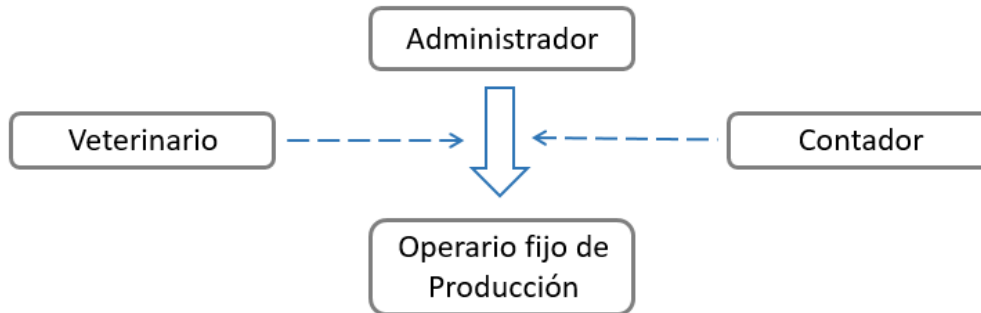 Administrador
Veterinario
Contador
Operario fijo de
Producción